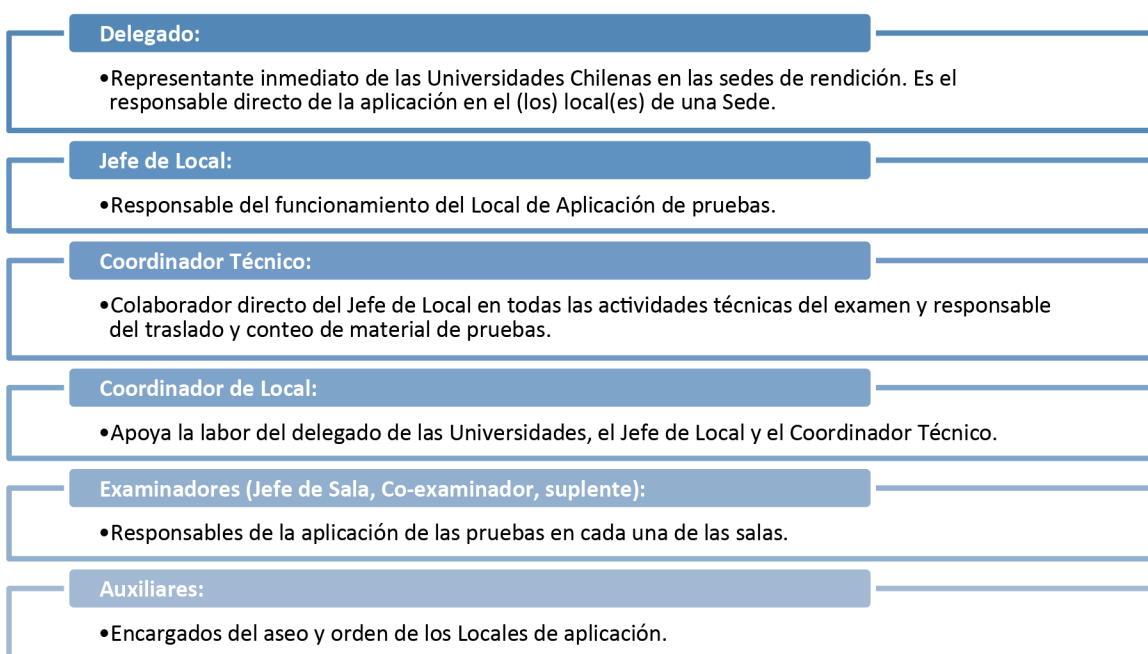 Delegado:
•Representante inmediato de las Universidades Chilenas en las sedes de rendición. Es el
responsable directo de la aplicación en el (los) local(es) de una Sede.
Jefe de Local:
•Responsable del funcionamiento del Local de Aplicación de pruebas.
Coordinador Técnico:
•Colaborador directo del Jefe de Local en todas las actividades técnicas del examen y responsable
del traslado y conteo de material de pruebas.
Coordinador de Local:
•Apoya la labor del delegado de las Universidades, el Jefe de Local y el Coordinador Técnico.
Examinadores (Jefe de Sala, Co-examinador, suplente):
•Responsables de la aplicación de las pruebas en cada una de las salas.
Auxiliares:
•Encargados del aseo y orden de los Locales de aplicación.